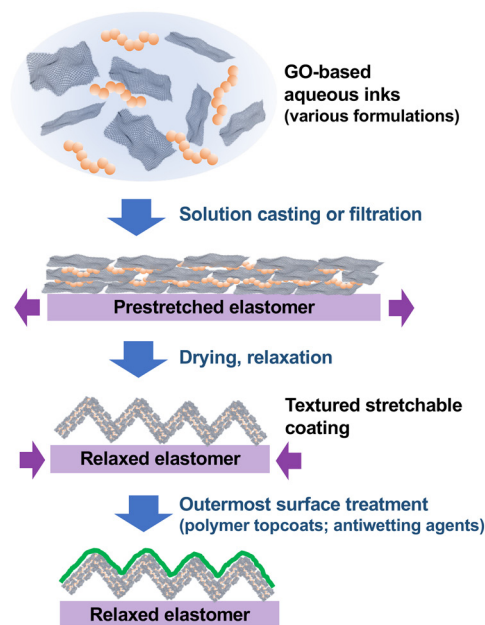 GO-based
aqueous inks
(various formulations)
Solution casting or filtration
Prestretched elastomer
Drying, relaxation
Textured stretchable
coating
Relaxed elastomer
Outermost surface treatment
(polymer topcoats; antiwetting agents)
Relaxed elastomer